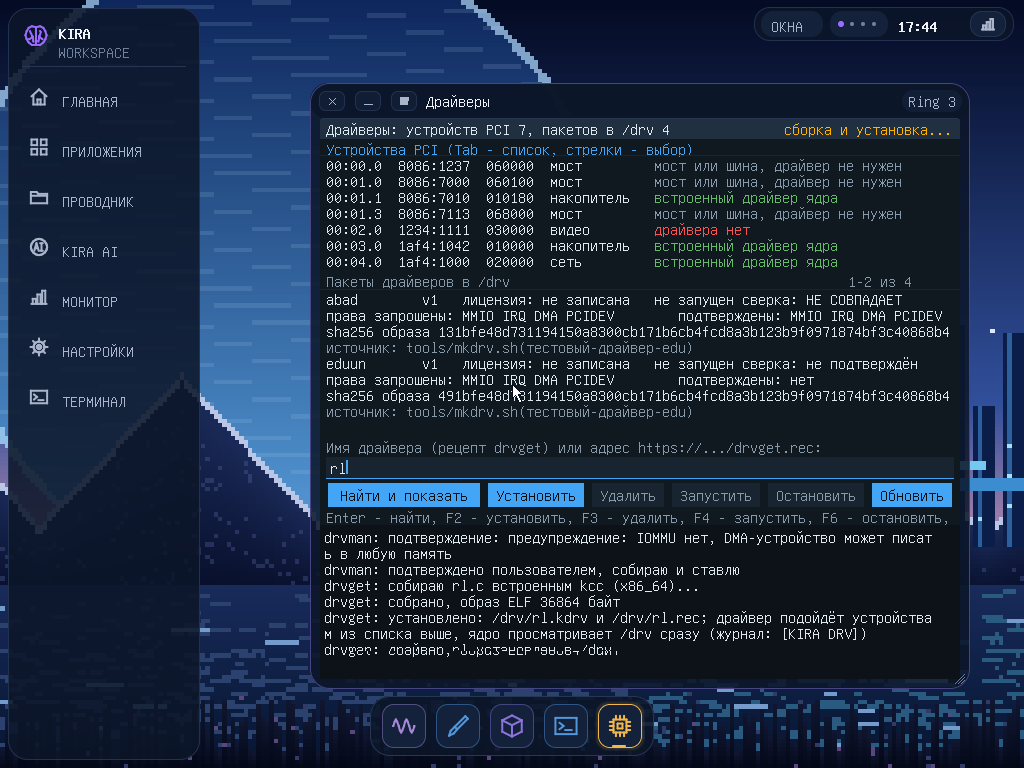 KIRA
WORKSPACE
ГЛАВНАЯ
ПРИЛОЖЕНИЯ
ПРОВОДНИК
KIRA AI
МОНИТОР
НАСТРОЙКИ
ТЕРМИНАЛ
ОКНА
17:44
Драйверы
Ring 3
Драйверы: устройств PCI 7, пакетов в /drv 4 сборка и установка...
Устройства PCI (Tab - список, стрелки - выбор)
00:00.0 8086:1237 060000 мост мост или шина, драйвер не нужен
00:01.0 8086:7000 060100 мост мост или шина, драйвер не нужен
00:01.1 8086:7010 010180 накопитель встроенный драйвер ядра
00:01.3 8086:7113 068000 мост мост или шина, драйвер не нужен
00:02.0 1234:1111 030000 видео драйвера нет
00:03.0 1af4:1042 010000 накопитель встроенный драйвер ядра
00:04.0 1af4:1000 020000 сеть встроенный драйвер ядра
Пакеты драйверов в /drv 1-2 из 4
abad v1 лицензия: не записана не запущен сверка: НЕ СОВПАДАЕТ
права запрошены: MMIO IRQ DMA PCIDEV подтверждены: MMIO IRQ DMA PCIDEV
sha256 образа 131bfe48d731194150a8300cb171b6cb4fcd8a3b123b9f0971874bf3c40868b4
источник: tools/mkdrv.sh(тестовый-драйвер-edu)
eduun v1 лицензия: не записана не запущен сверка: не подтверждён
права запрошены: MMIO IRQ DMA PCIDEV подтверждены: нет
sha256 образа 491bfe48d731194150a8300cb171b6cb4fcd8a3b123b9f0971874bf3c40868b4
источник: tools/mkdrv.sh(тестовый-драйвер-edu)
Имя драйвера (рецепт drvget) или адрес https://.../drvget.rec:
rl
Найти и показать Установить Удалить Запустить Остановить Обновить
Enter - найти, F2 - установить, F3 - удалить, F4 - запустить, F6 - остановить,
drvman: подтверждение: предупреждение: IOMMU нет, DMA-устройство может писат
ь в любую память
drvman: подтверждено пользователем, собираю и ставлю
drvget: собираю rl.c встроенным kcc (x86_64)...
drvget: собрано, образ ELF 36864 байт
drvget: установлено: /drv/rl.kdrv и /drv/rl.rec; драйвер подойдёт устройства
м из списка выше, ядро просматривает /drv сразу (журнал: [KIRA DRV])